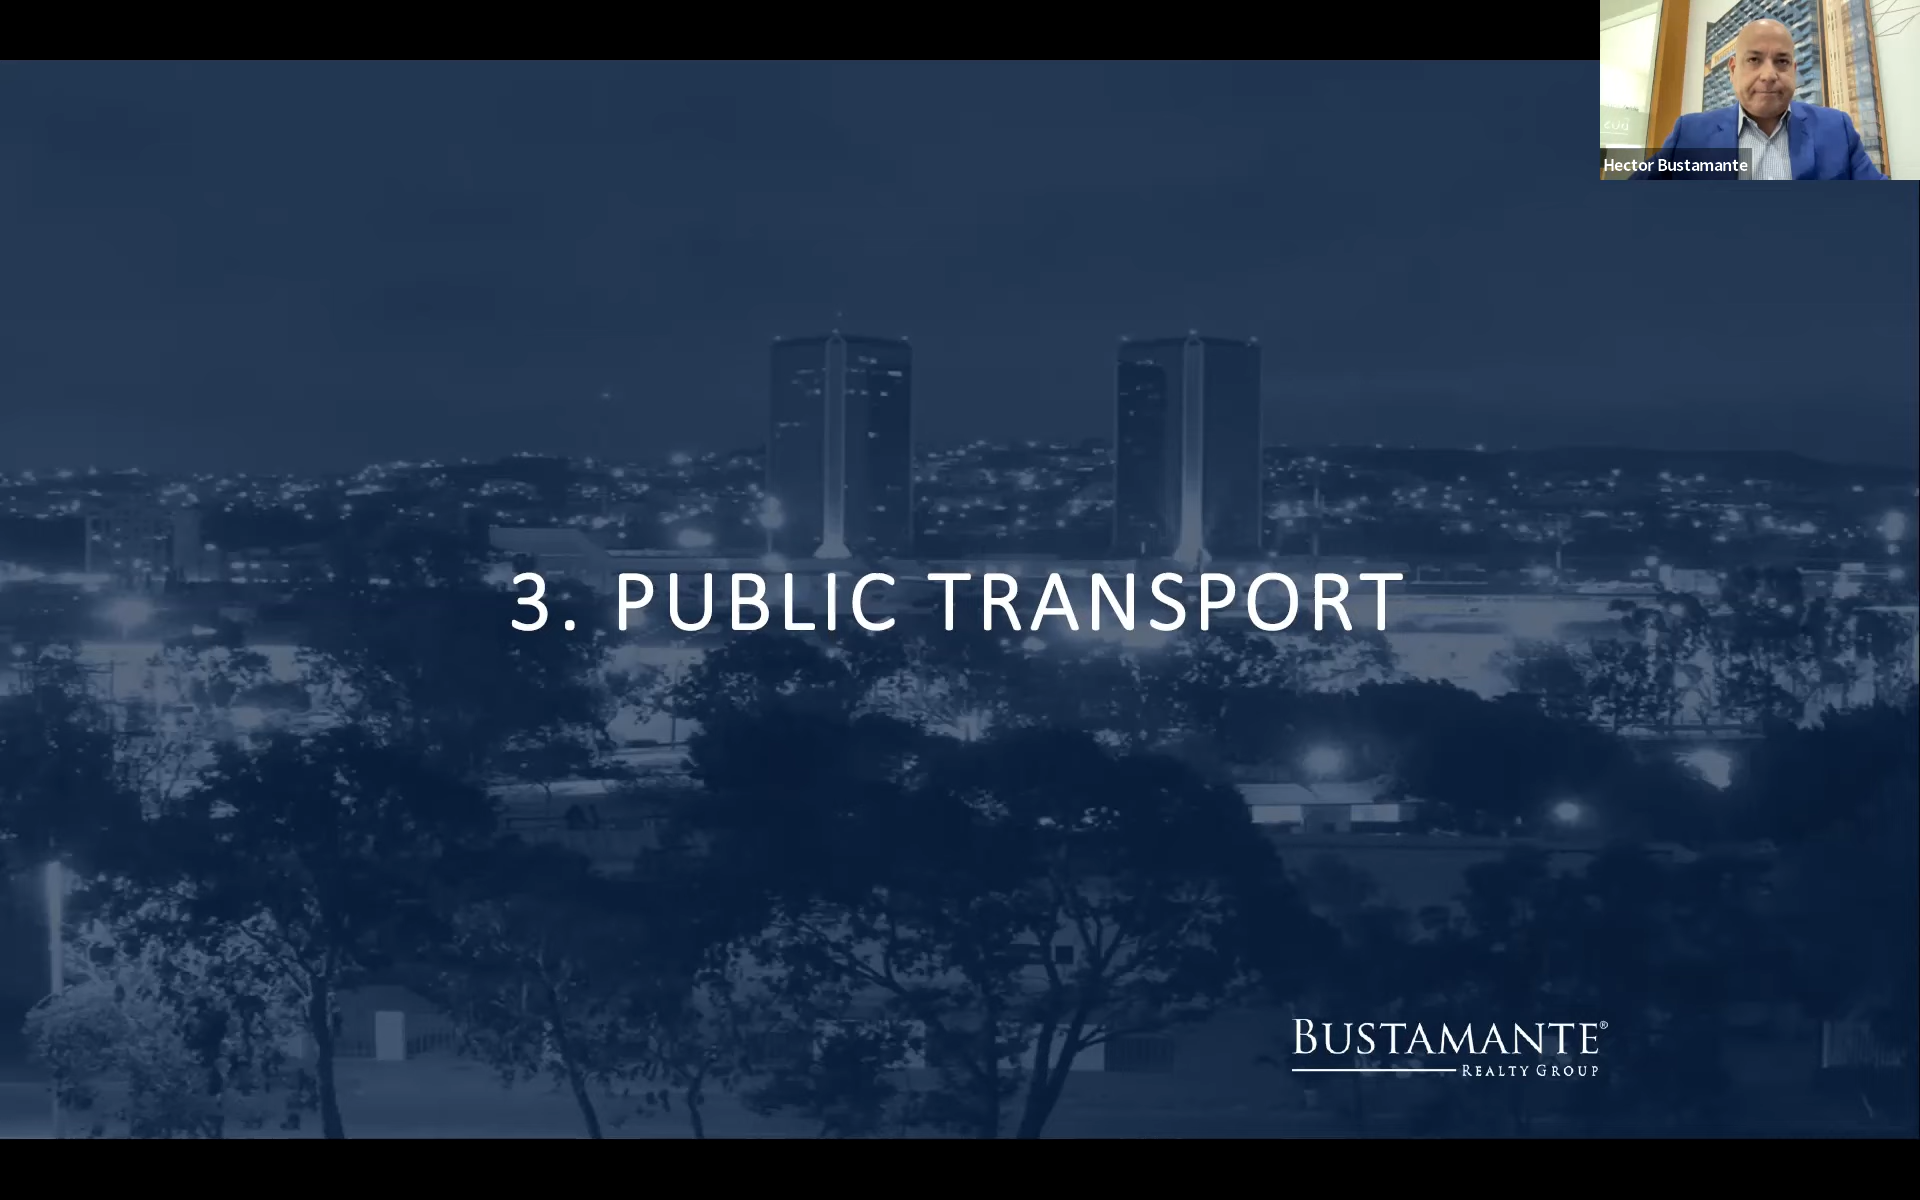 Hector Bustamante
3. PUBLIC TRANSPORT
BUSTAMANTE®
REALTY GROUP